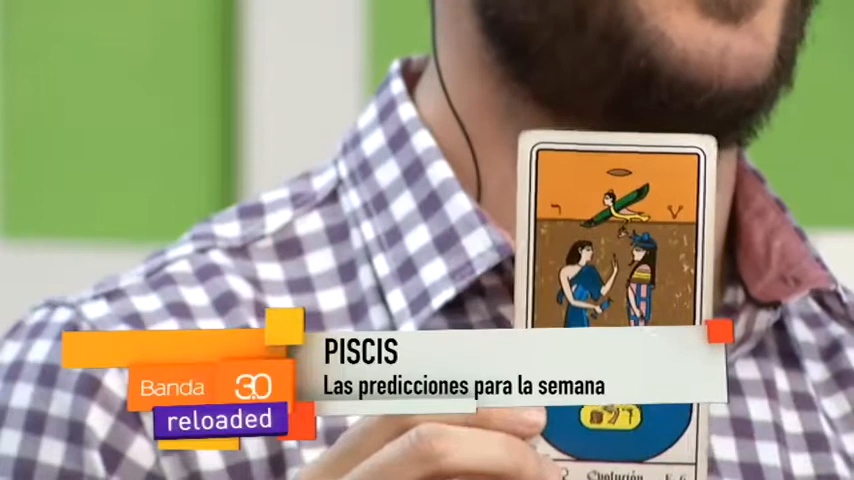 PISCIS
Las predicciones para la semana
Banda 3.0
reloaded
Evolución